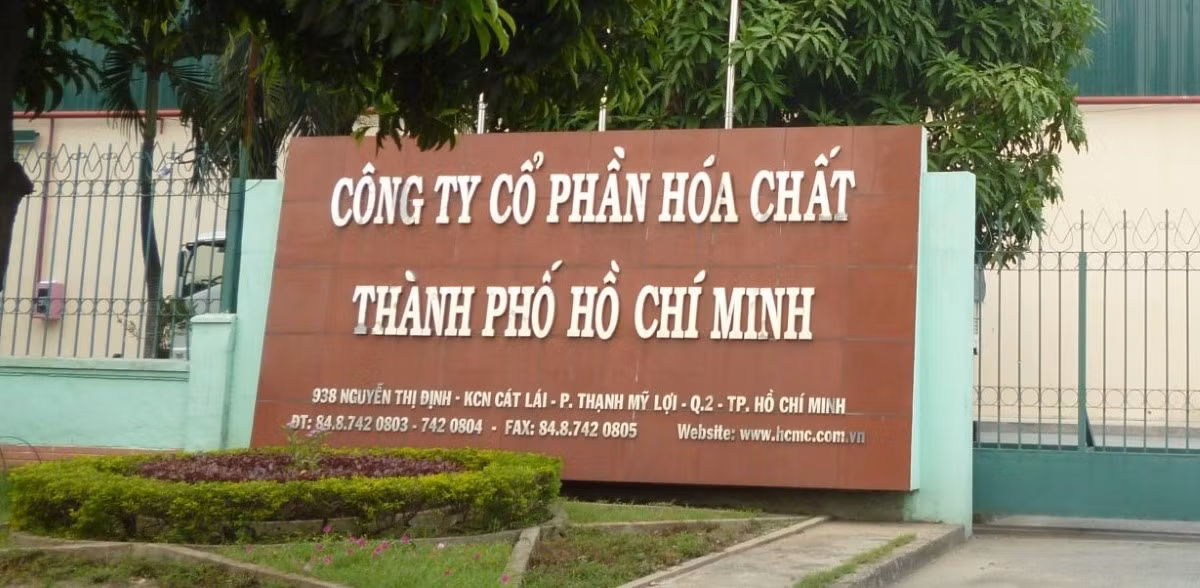 CÔNG TY CỔ PHẦN HÓA CHẤT
THÀNH PHỐ HỒ CHÍ MINH
938 NGUYỄN THỊ ĐỊNH - KCN CÁT LÁI - P. THẠNH MỸ LỢI - Q.2 - TP. HỒ CHÍ MINH
ĐT: 84.8.742 0803 - 742 0804 - FAX: 84.8.742 0805 Website: www.hcmc.com.vn